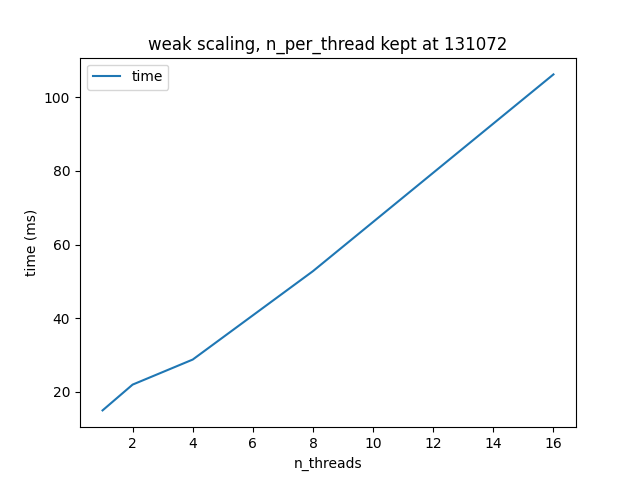 weak scaling, n_per_thread kept at 131072
time
time (ms)
100
80
60
40
20
2 4 6 8 10 12 14 16
n_threads